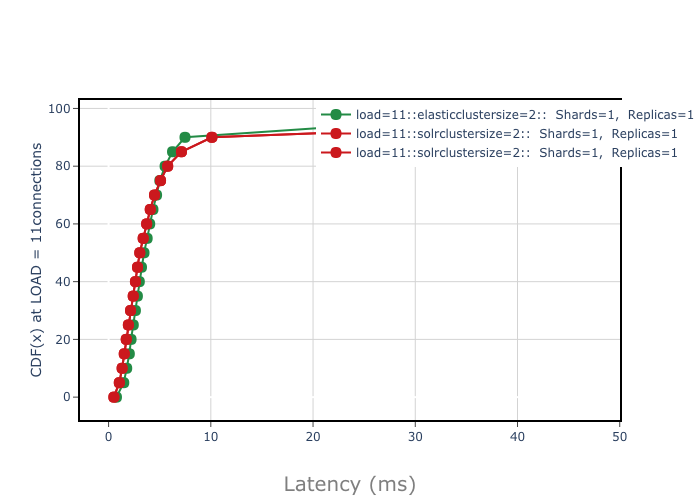 load=11::elasticclustersize=2:: Shards=1, Replicas=1
load=11::solrclustersize=2:: Shards=1, Replicas=1
load=11::solrclustersize=2:: Shards=1, Replicas=1
100
80
60
40
20
0
CDF(x) at LOAD = 11connections
0 10 20 30 40 50
Latency (ms)